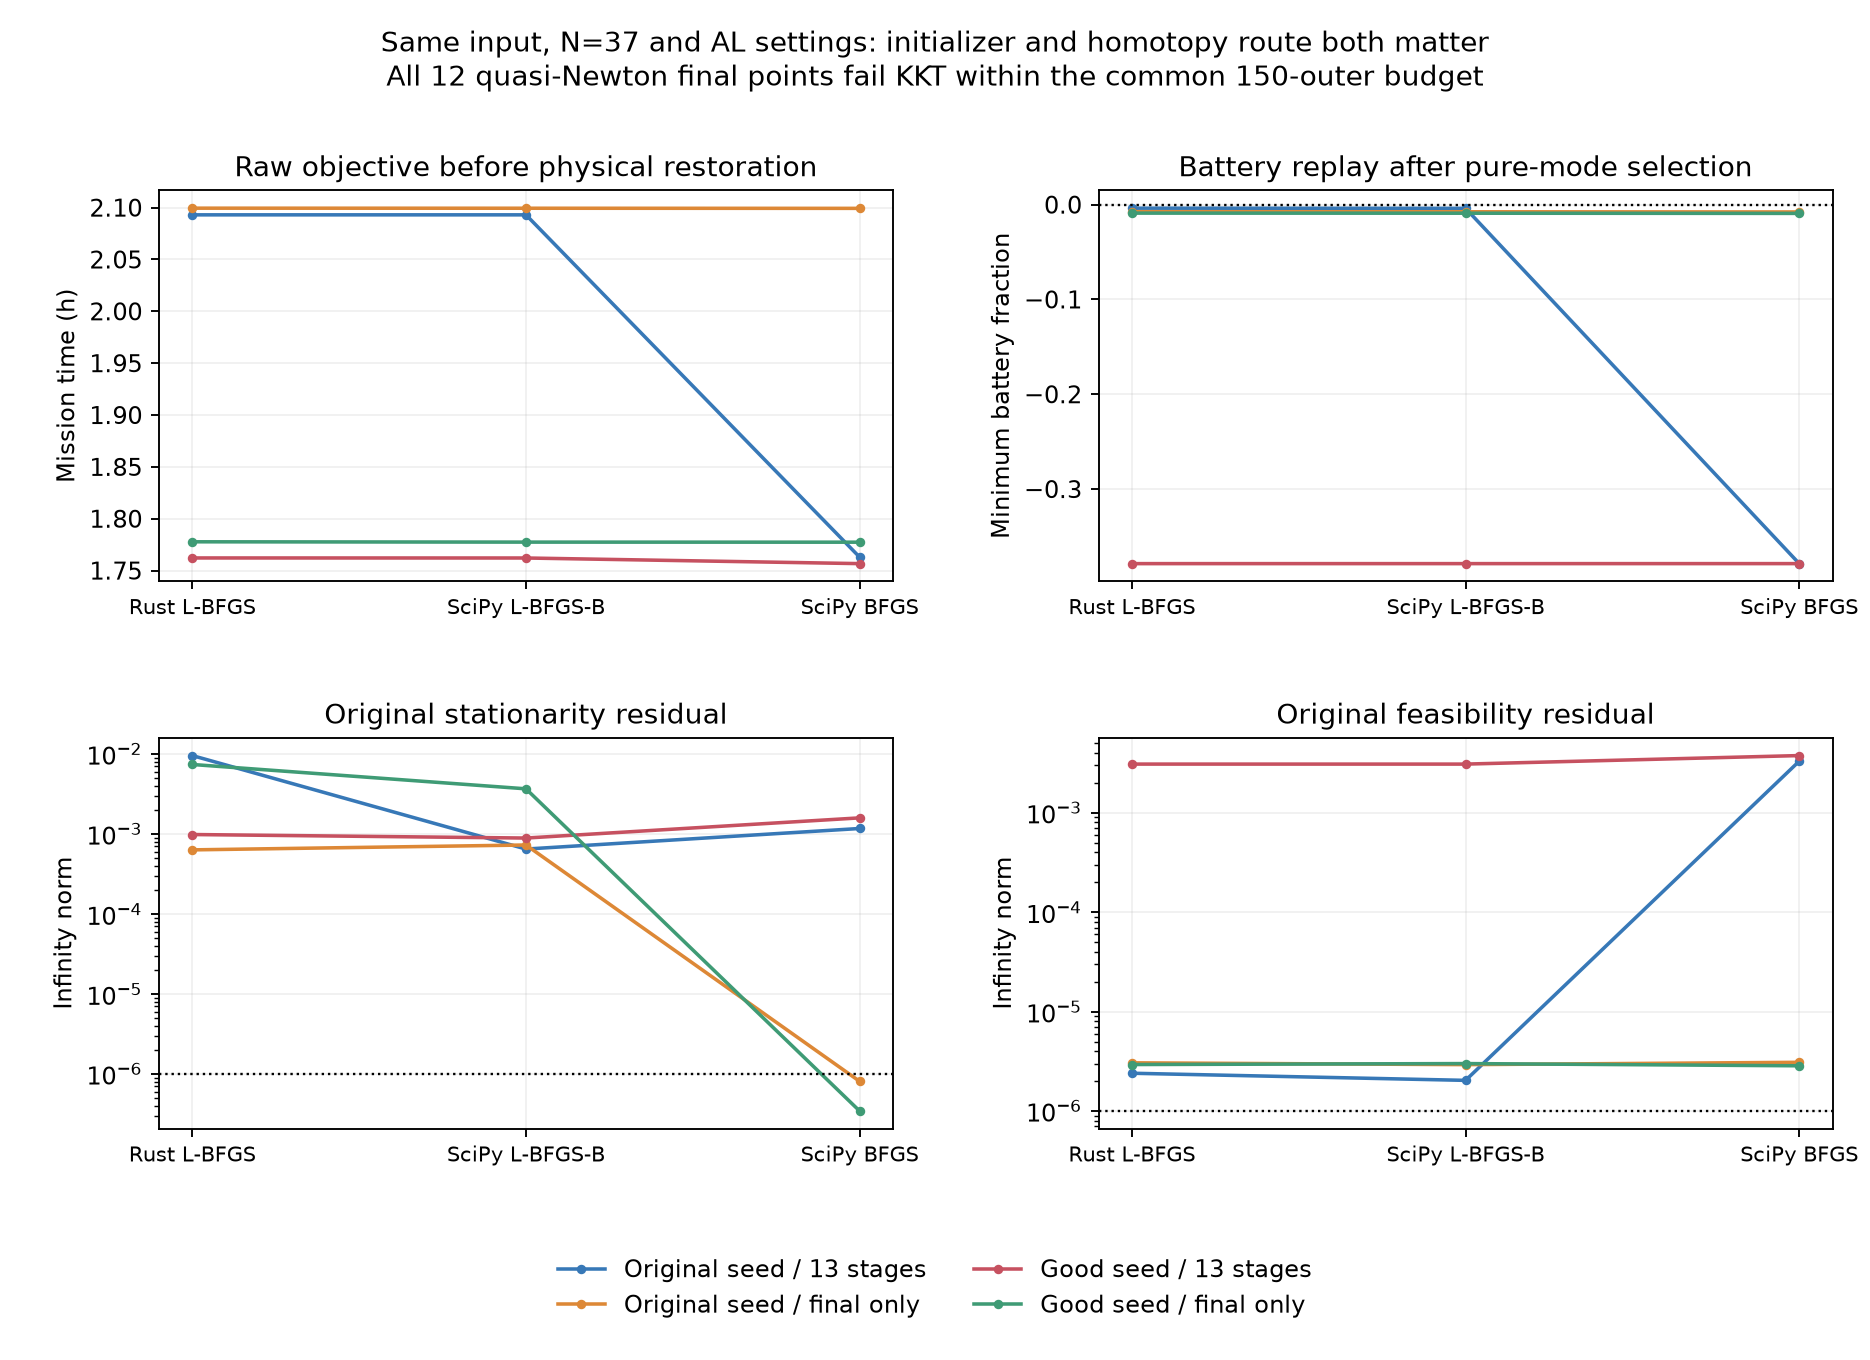 Same input, N=37 and AL settings: initializer and homotopy route both matter
All 12 quasi-Newton final points fail KKT within the common 150-outer budget
Raw objective before physical restoration
Mission time (h)
2.10
2.05
2.00
1.95
1.90
1.85
1.80
1.75
Rust L-BFGS
SciPy L-BFGS-B
SciPy BFGS
Battery replay after pure-mode selection
Minimum battery fraction
0.0
−0.1
−0.2
−0.3
Rust L-BFGS
SciPy L-BFGS-B
SciPy BFGS
Original stationarity residual
Infinity norm
10⁻²
10⁻³
10⁻⁴
10⁻⁵
10⁻⁶
Rust L-BFGS
SciPy L-BFGS-B
SciPy BFGS
Original feasibility residual
Infinity norm
10⁻³
10⁻⁴
10⁻⁵
10⁻⁶
Rust L-BFGS
SciPy L-BFGS-B
SciPy BFGS
Original seed / 13 stages
Original seed / final only
Good seed / 13 stages
Good seed / final only